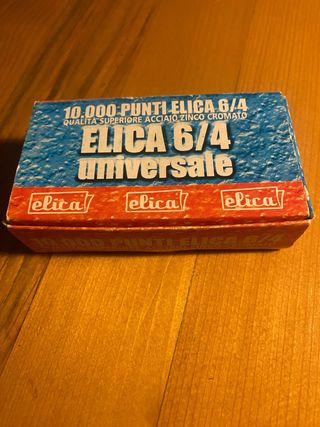 10.000 PUNTI ELICA 6/4
QUALITÀ SUPERIORE ACCIAIO ZINCO CROMATO
ELICA 6/4
universale
elica
elica
elica
10.000 PUNTI ELICA 6/4